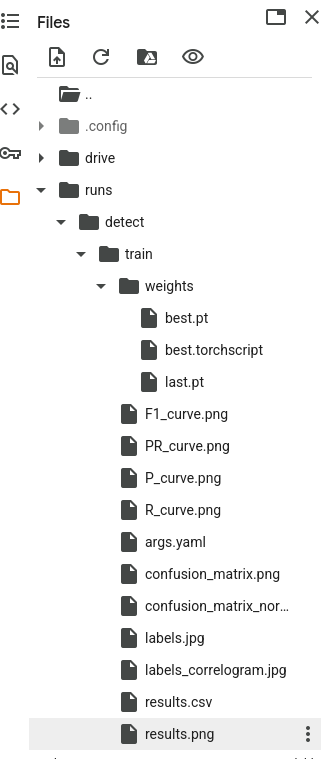 Files
..
.config
drive
runs
detect
train
weights
best.pt
best.torchscript
last.pt
F1_curve.png
PR_curve.png
P_curve.png
R_curve.png
args.yaml
confusion_matrix.png
confusion_matrix_nor...
labels.jpg
labels_correlogram.jpg
results.csv
results.png